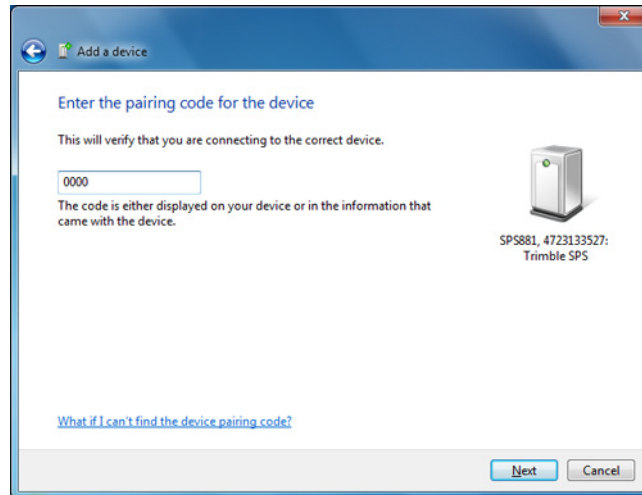 Add a device
Enter the pairing code for the device
This will verify that you are connecting to the correct device.
0000
The code is either displayed on your device or in the information that
came with the device.
SPS881, 4723133527:
Trimble SPS
What if I can't find the device pairing code?
Next
Cancel